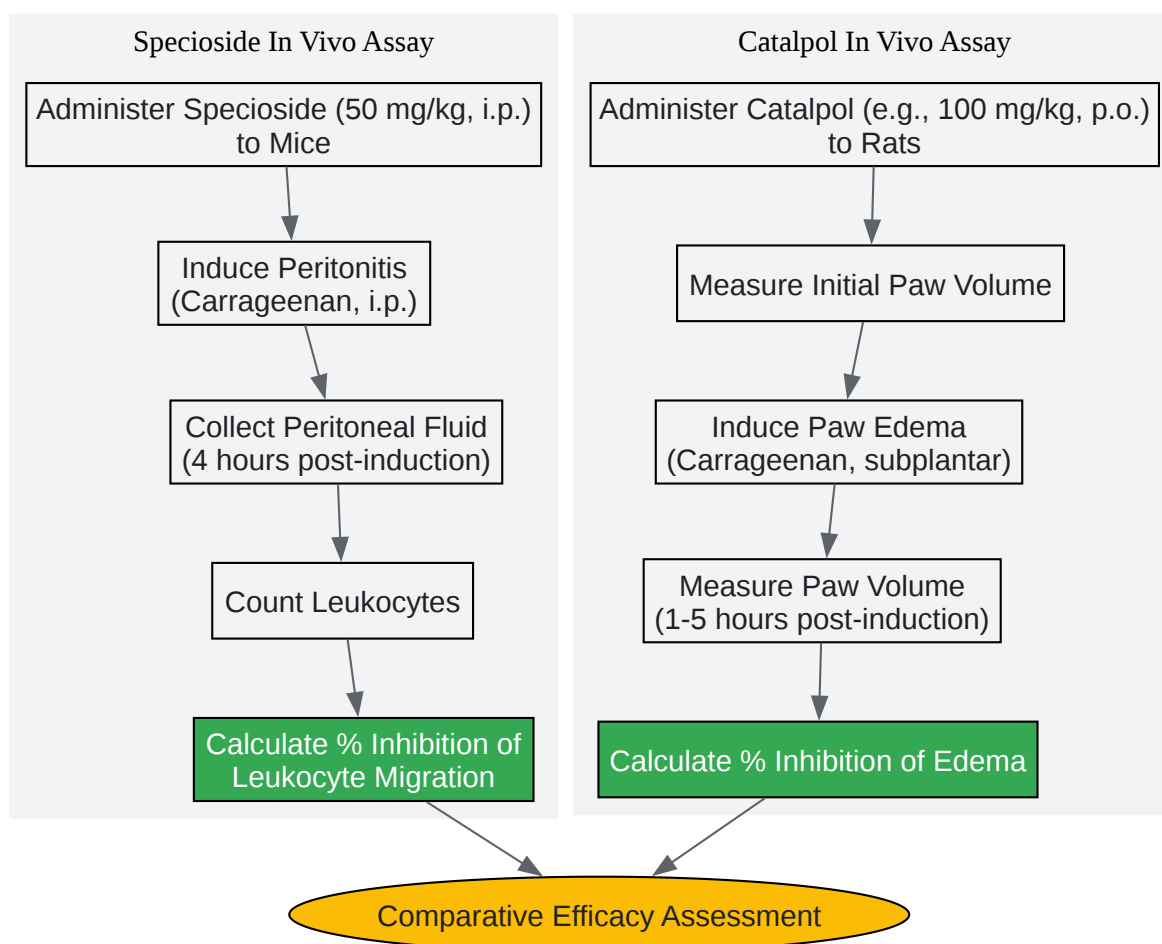 Specioside In Vivo Assay
Administer Specioside (50 mg/kg, i.p.)
to Mice
Induce Peritonitis
(Carrageenan, i.p.)
Collect Peritoneal Fluid
(4 hours post-induction)
Count Leukocytes
Calculate % Inhibition of
Leukocyte Migration
Catalpol In Vivo Assay
Administer Catalpol (e.g., 100 mg/kg, p.o.)
to Rats
Measure Initial Paw Volume
Induce Paw Edema
(Carrageenan, subplantar)
Measure Paw Volume
(1-5 hours post-induction)
Calculate % Inhibition of Edema
Comparative Efficacy Assessment